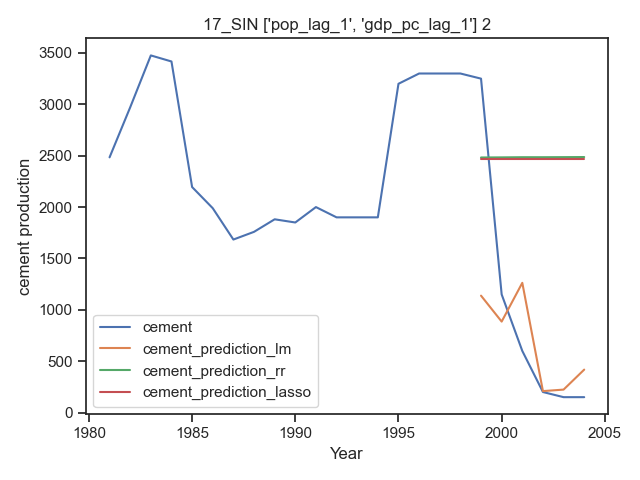 17_SIN ['pop_lag_1', 'gdp_pc_lag_1'] 2
3500
3000
2500
2000
1500
1000
500
0
cement production
cement
cement_prediction_lm
cement_prediction_rr
cement_prediction_lasso
1980
1985
1990
1995
2000
2005
Year